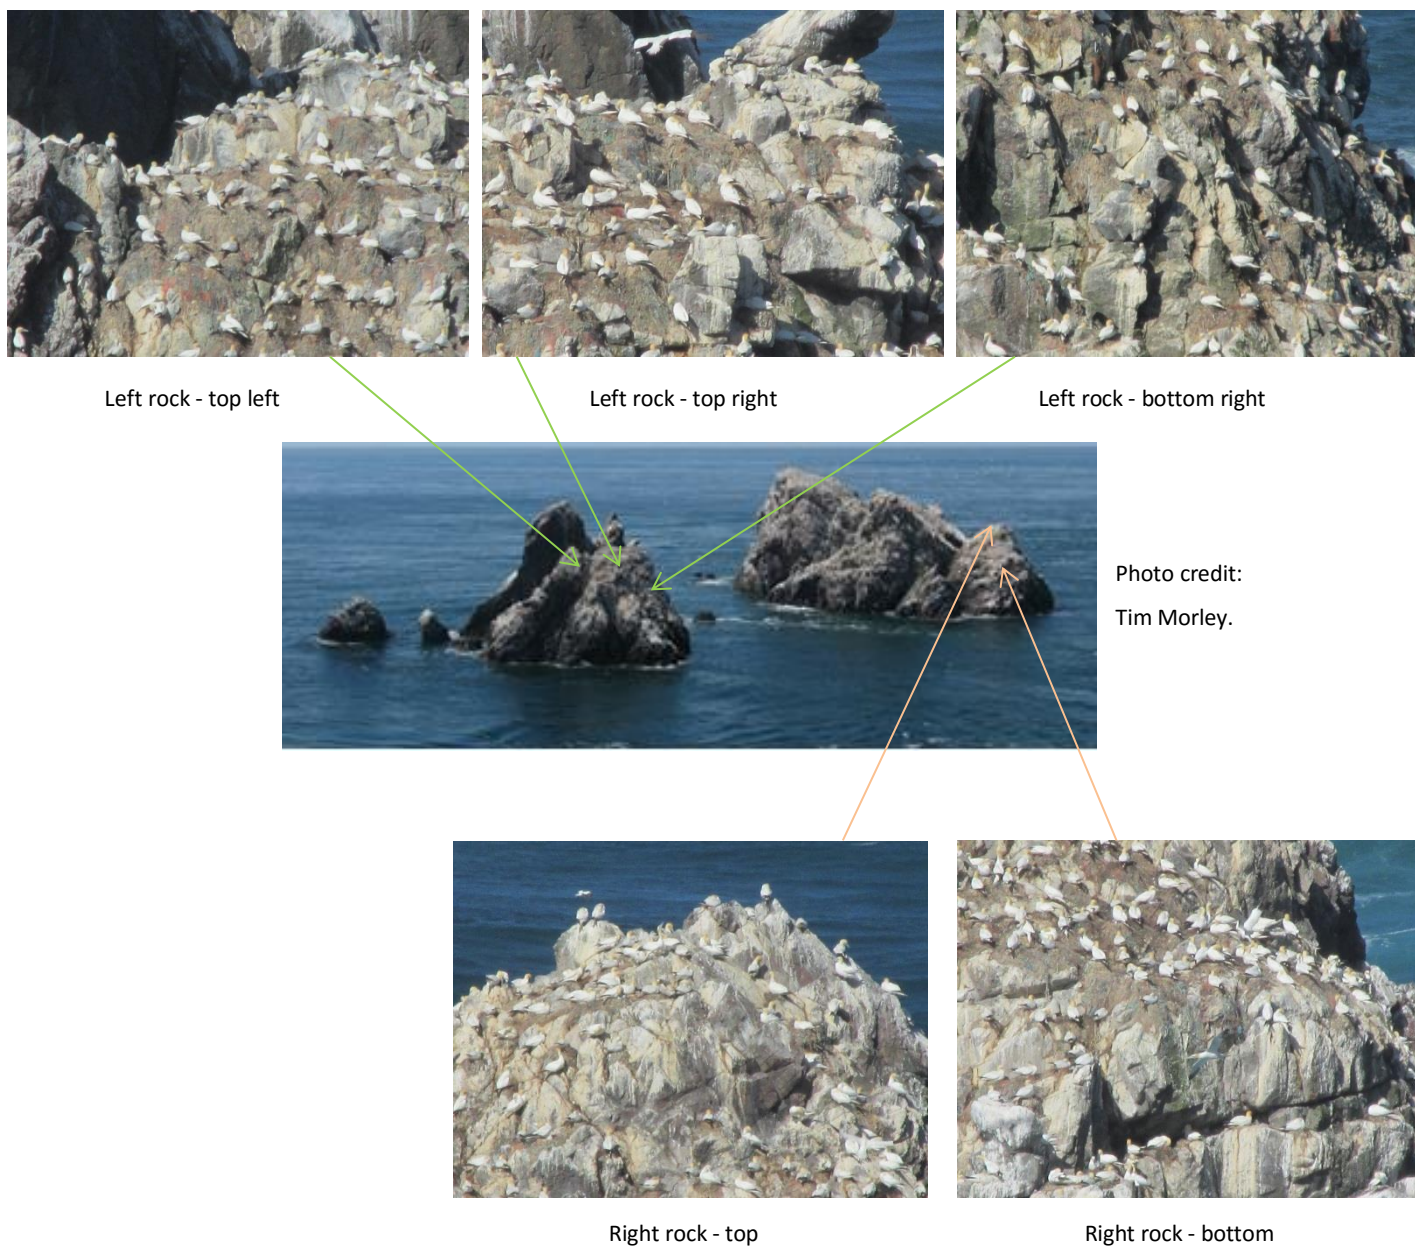 Left rock - top left
Left rock - top right
Left rock - bottom right
Photo credit:
Tim Morley.
Right rock - top
Right rock - bottom